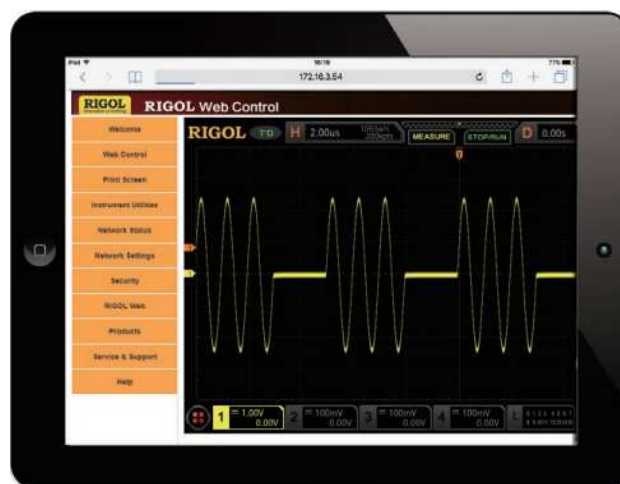 iPad
16:16
77%
172.16.3.54
RIGOL
RIGOL Web Control
Welcome
Web Control
Print Screen
Instrument Utilities
Network Status
Network Settings
Security
RIGOL Web
Products
Service & Support
Help
RIGOL T'D H 2.00us MEASURE STOP/RUN D 0.00s
T
1
1 = 1.00V 2 = 100mV 3 = 100mV 4 = 100mV L
0.00V 0.00V 0.00V 0.00V